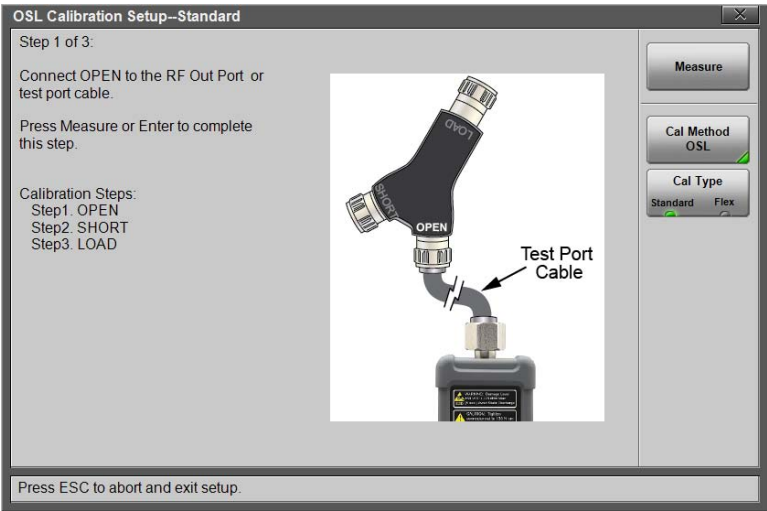 OSL Calibration Setup--Standard
Step 1 of 3:
Connect OPEN to the RF Out Port or
test port cable.
Press Measure or Enter to complete
this step.
Calibration Steps:
Step1. OPEN
Step2. SHORT
Step3. LOAD
LOAD
SHORT
OPEN
Test Port
Cable
Measure
Cal Method
OSL
Cal Type
Standard Flex
Press ESC to abort and exit setup.